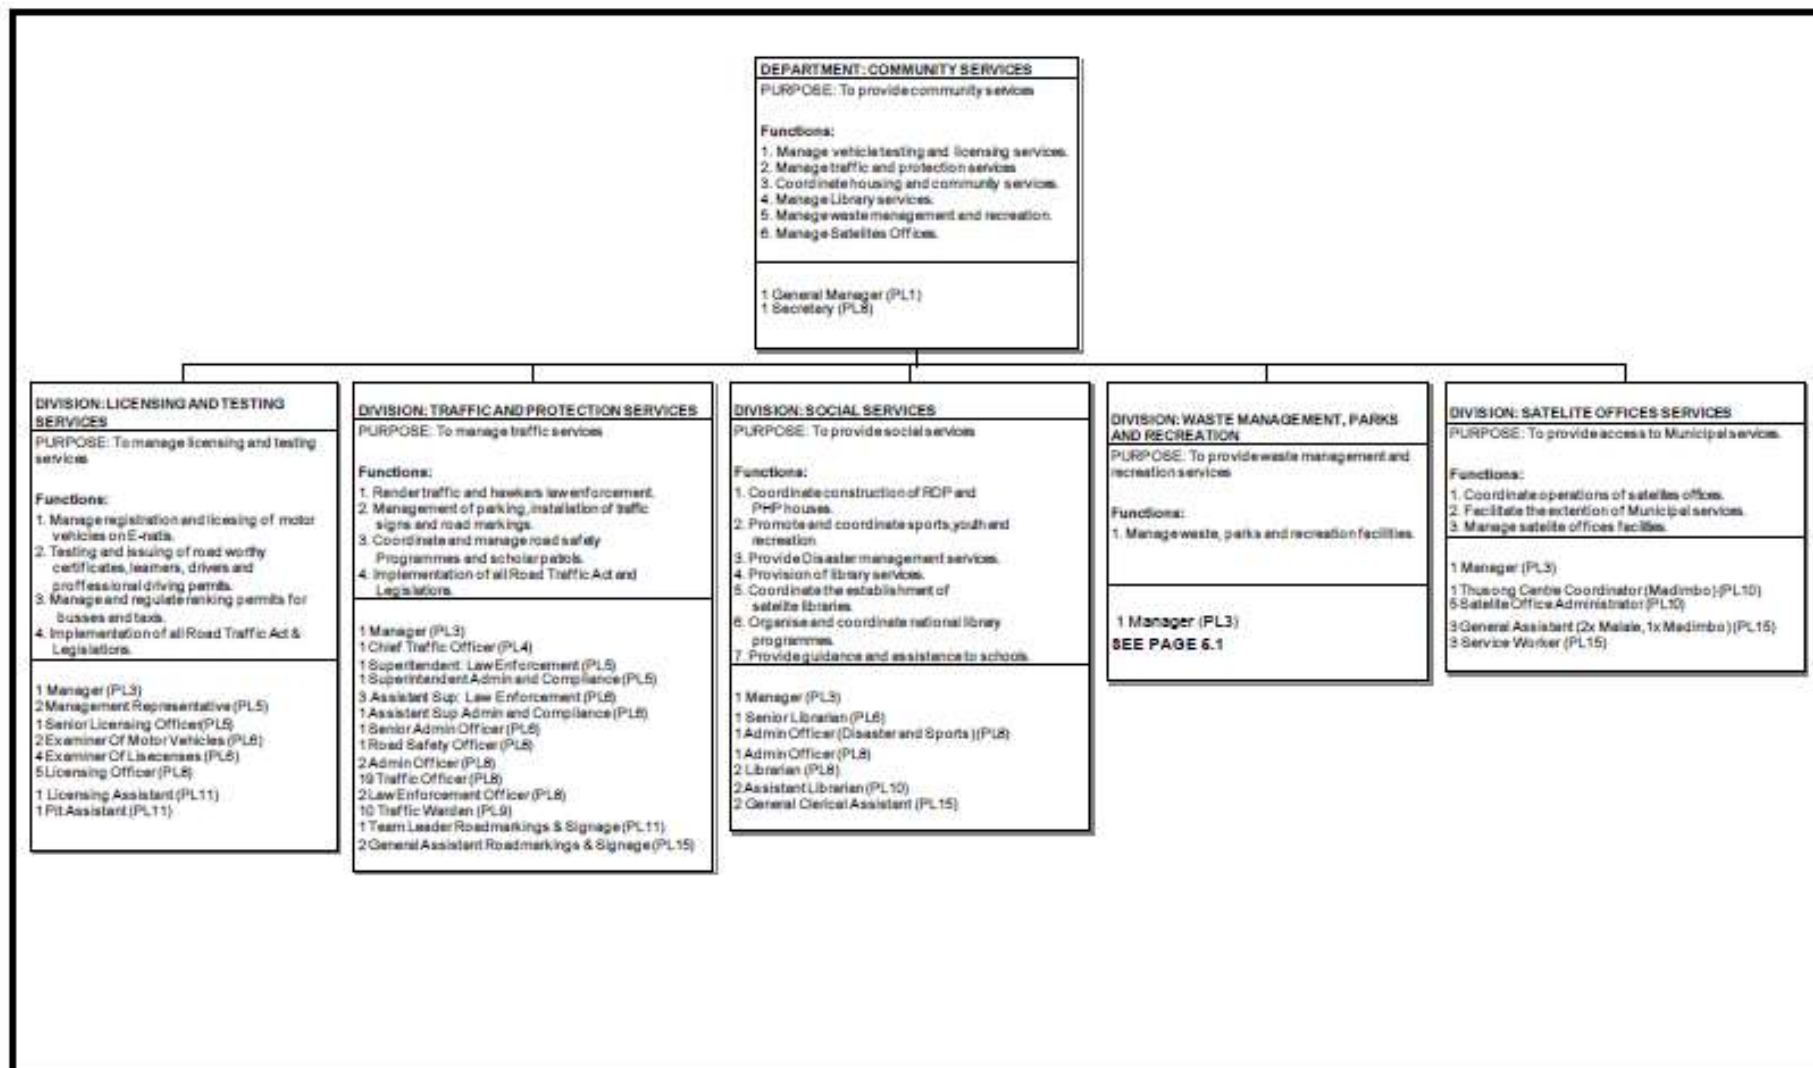 DEPARTMENT: COMMUNITY SERVICES
PURPOSE: To provide community services
Functions:
1. Manage vehicle testing and licensing services.
2. Manage traffic and protection services
3. Coordinate housing and community services.
4. Manage Library services.
5. Manage waste management and recreation.
6. Manage Satelites Offices.
1 General Manager (PL1)
1 Secretary (PL8)
DIVISION: LICENSING AND TESTING
SERVICES
PURPOSE: To manage licensing and testing
services
Functions:
1. Manage registration and licesing of motor
vehicles on E-natis.
2. Testing and issuing of road worthy
certificates, learners, drivers and
proffessional driving permits.
3. Manage and regulate ranking permits for
busses and taxis.
4. Implementation of all Road Traffic Act &
Legislations.
1 Manager (PL3)
2 Management Representative (PL5)
1 Senior Licensing Officer (PL5)
2 Examiner Of Motor Vehicles (PL6)
4 Examiner Of Lisecenses (PL6)
5 Licensing Officer (PL8)
1 Licensing Assistant (PL11)
1 Pit Assistant (PL11)
DIVISION: TRAFFIC AND PROTECTION SERVICES
PURPOSE: To manage traffic services
Functions:
1. Render traffic and hawkers law enforcement.
2. Management of parking, installation of traffic
signs and road markings.
3. Coordinate and manage road safety
Programmes and scholar patrols.
4. Implementation of all Road Traffic Act and
Legislations.
1 Manager (PL3)
1 Chief Traffic Officer (PL4)
1 Superitendent Law Enforcement (PL5)
1 Superintendent Admin and Compliance (PL5)
3 Assistant Sup: Law Enforcement (PL6)
1 Assistant Sup Admin and Compliance (PL6)
1 Senior Admin Officer (PL6)
1 Road Safety Officer (PL8)
2 Admin Officer (PL8)
19 Traffic Officer (PL8)
2 Law Enforcement Officer (PL8)
10 Traffic Warden (PL9)
1 Team Leader Roadmarkings & Signage (PL11)
2 General Assistant Roadmarkings & Signage (PL15)
DIVISION: SOCIAL SERVICES
PURPOSE: To provide social services
Functions:
1. Coordinate construction of RDP and
PHP houses.
2. Promote and coordinate sports, youth and
recreation
3. Provide Disaster management services.
4. Provision of library services.
5. Coordinate the establishment of
satelite libraries
6. Organise and coordinate national library
programmes.
7. Provide guidance and assistance to schools
1 Manager (PL3)
1 Senior Librarian (PL6)
1 Admin Officer (Disaster and Sports) (PL8)
1 Admin Officer (PL8)
2 Librarian (PL8)
2 Assistant Librarian (PL10)
2 General Clerical Assistant (PL15)
DIVISION: WASTE MANAGEMENT, PARKS
AND RECREATION
PURPOSE: To provide waste management and
recreation services
Functions:
1. Manage waste, parks and recreation facilities.
1 Manager (PL3)
SEE PAGE 5.1
DIVISION: SATELITE OFFICES SERVICES
PURPOSE: To provide access to Municipal services.
Functions:
1. Coordinate operations of satelites offices.
2. Facilitate the extention of Municipal services.
3. Manage satelite offices facilities.
1 Manager (PL3)
1 Thusong Centre Coordinator (Madimbo) (PL10)
5 Satelite Office Administrator (PL10)
3 General Assistant (2x Malale, 1x Madimbo) (PL15)
3 Service Worker (PL15)